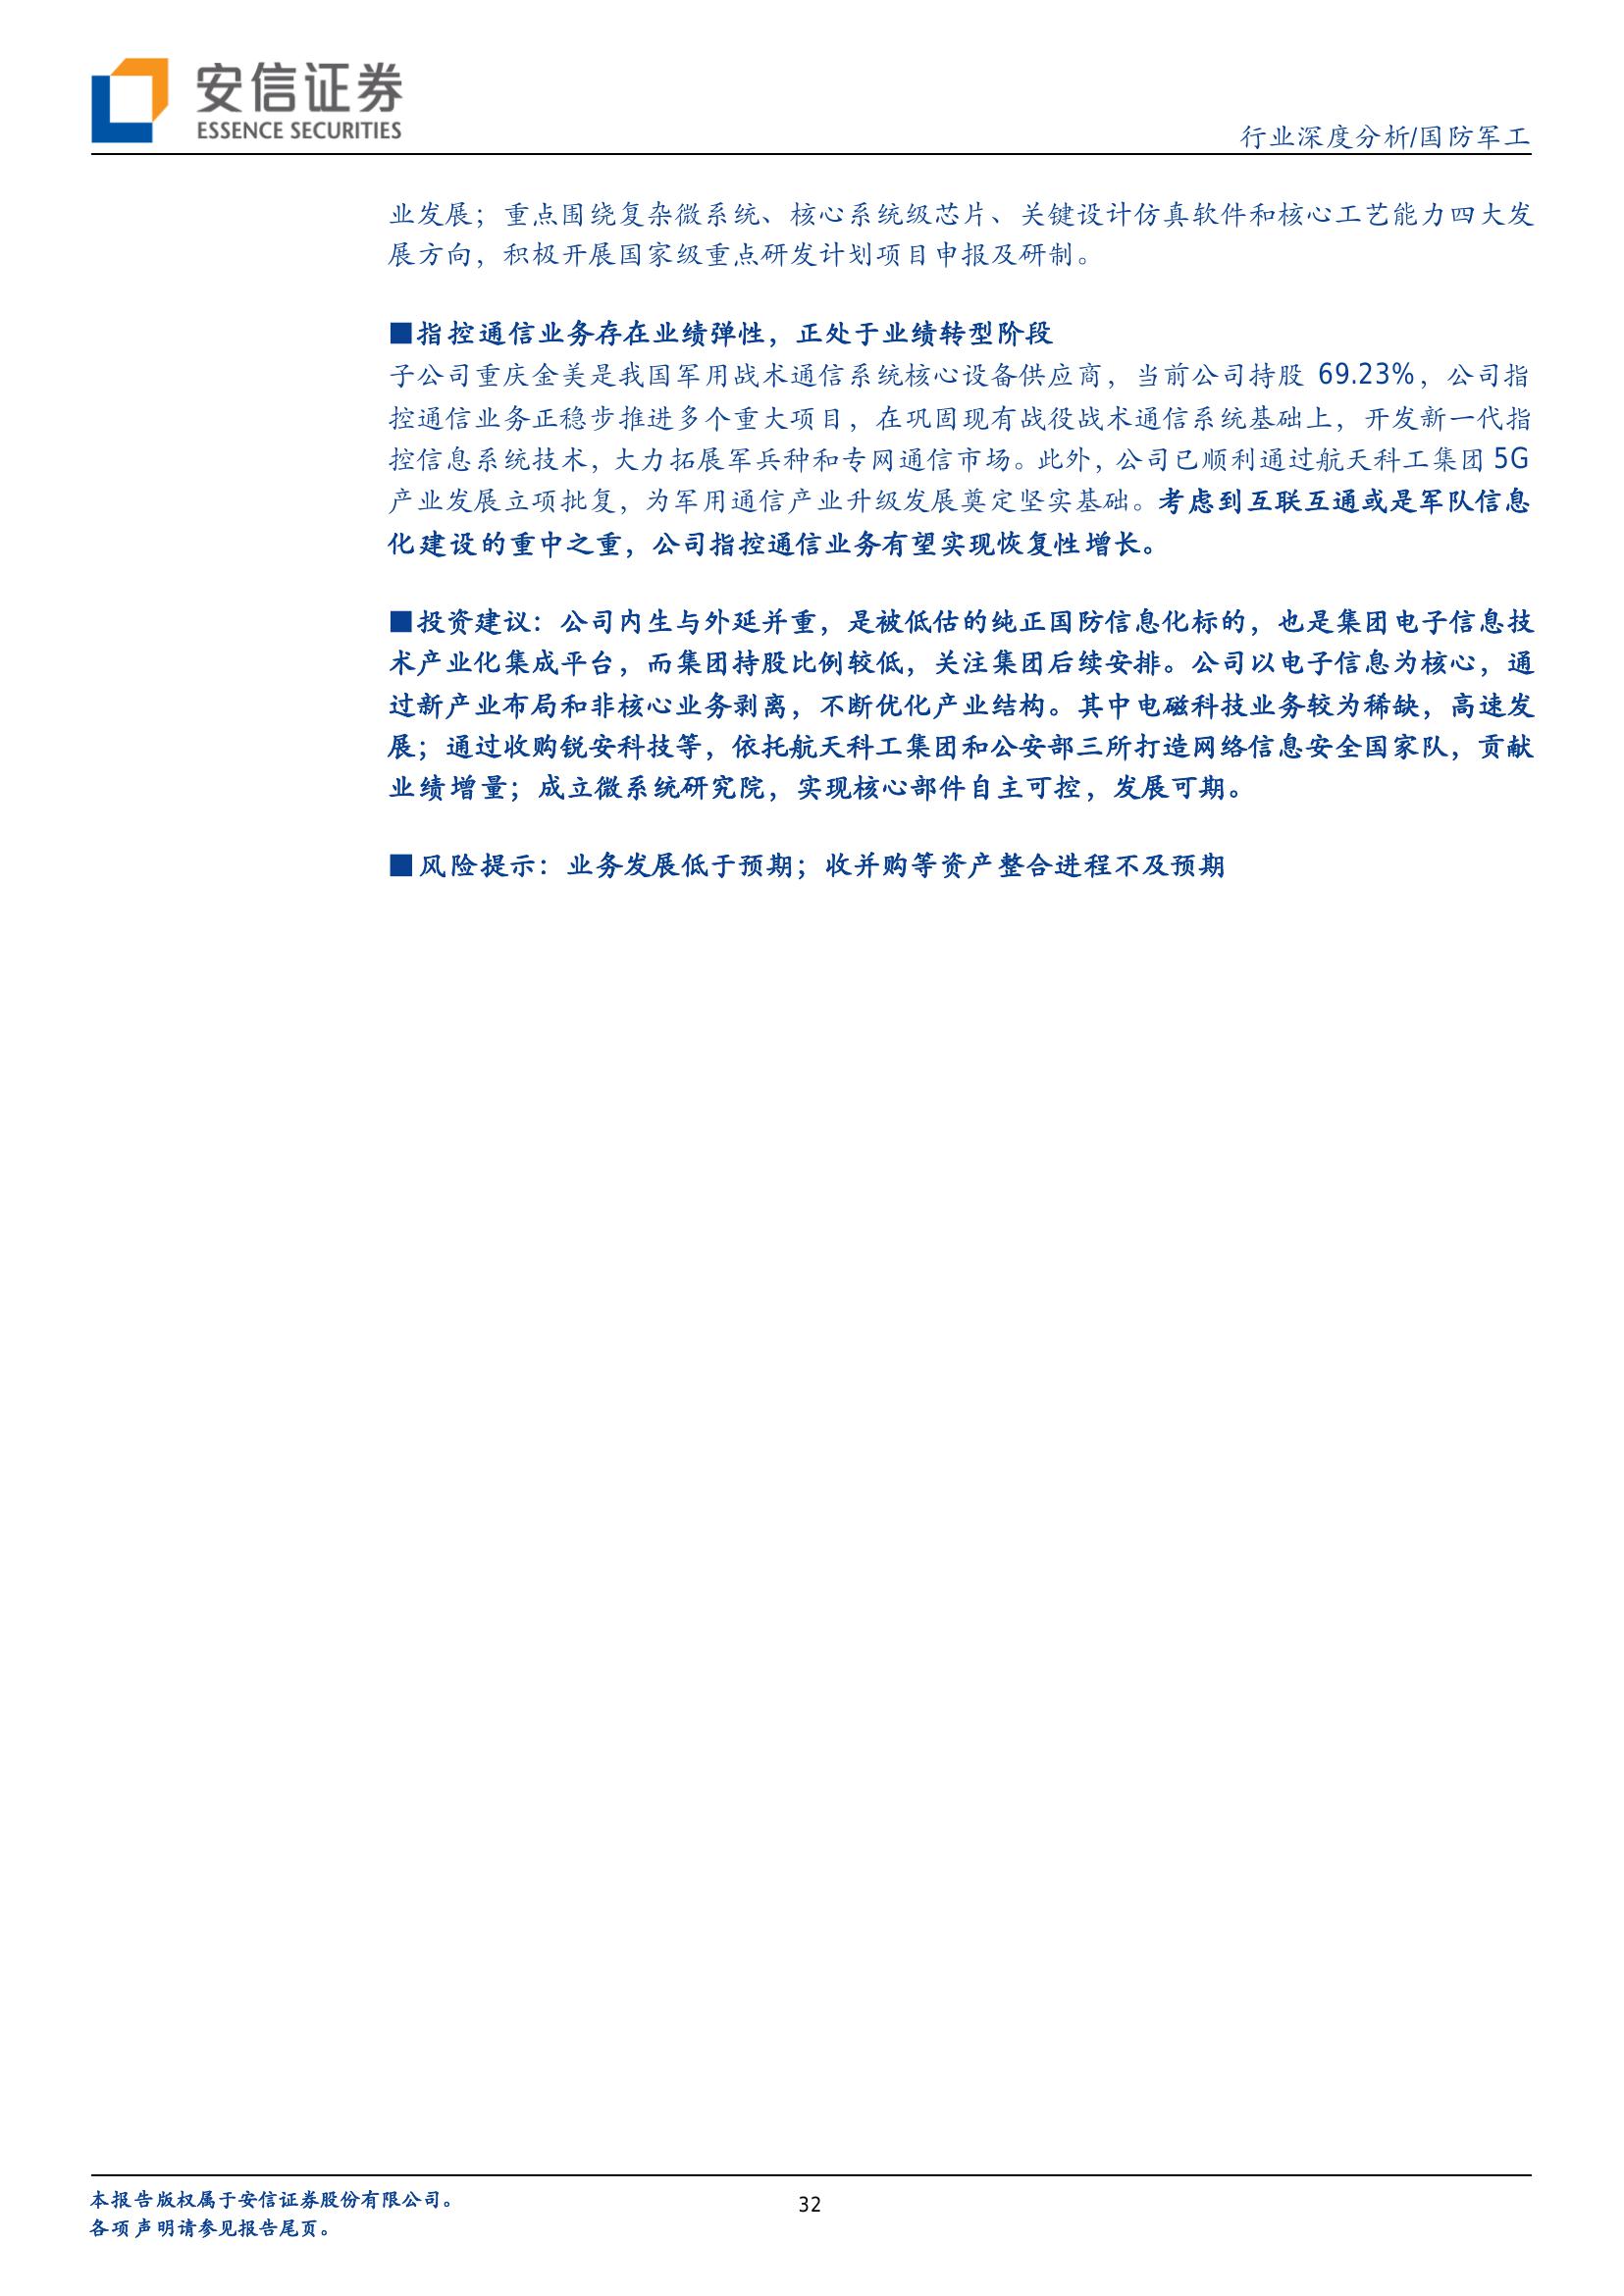 安信证券
ESSENCE SECURITIES
行业深度分析/国防军工
业发展；重点围绕复杂微系统、核心系统级芯片、关键设计仿真软件和核心工艺能力四大发
展方向，积极开展国家级重点研发计划项目申报及研制。
■指控通信业务存在业绩弹性，正处于业绩转型阶段
子公司重庆金美是我国军用战术通信系统核心设备供应商，当前公司持股 69.23%，公司指
控通信业务正稳步推进多个重大项目，在巩固现有战役战术通信系统基础上，开发新一代指
控信息系统技术，大力拓展军兵种和专网通信市场。此外，公司已顺利通过航天科工集团 5G
产业发展立项批复，为军用通信产业升级发展奠定坚实基础。考虑到互联互通或是军队信息
化建设的重中之重，公司指控通信业务有望实现恢复性增长。
■投资建议：公司内生与外延并重，是被低估的纯正国防信息化标的，也是集团电子信息技
术产业化集成平台，而集团持股比例较低，关注集团后续安排。公司以电子信息为核心，通
过新产业布局和非核心业务剥离，不断优化产业结构。其中电磁科技业务较为稀缺，高速发
展；通过收购锐安科技等，依托航天科工集团和公安部三所打造网络信息安全国家队，贡献
业绩增量；成立微系统研究院，实现核心部件自主可控，发展可期。
■风险提示：业务发展低于预期；收并购等资产整合进程不及预期
本报告版权属于安信证券股份有限公司。
各项声明请参见报告尾页。
32